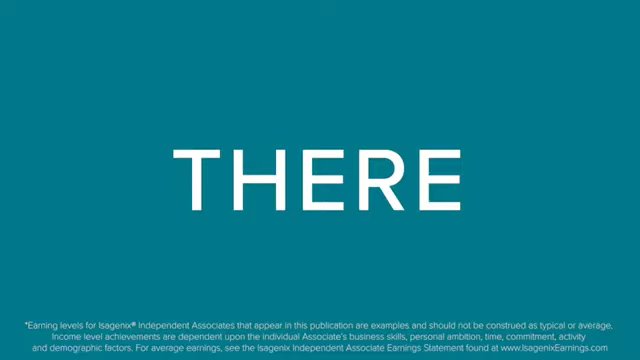 THERE
*Earning levels for Isagenix® Independent Associates that appear in this publication are examples and should not be construed as typical or average.
Income level achievements are dependent upon the individual Associate's business skills, personal ambition, time, commitment, activity
and demographic factors. For average earnings, see the Isagenix Independent Associate Earnings Statement found at www.IsagenixEarnings.com